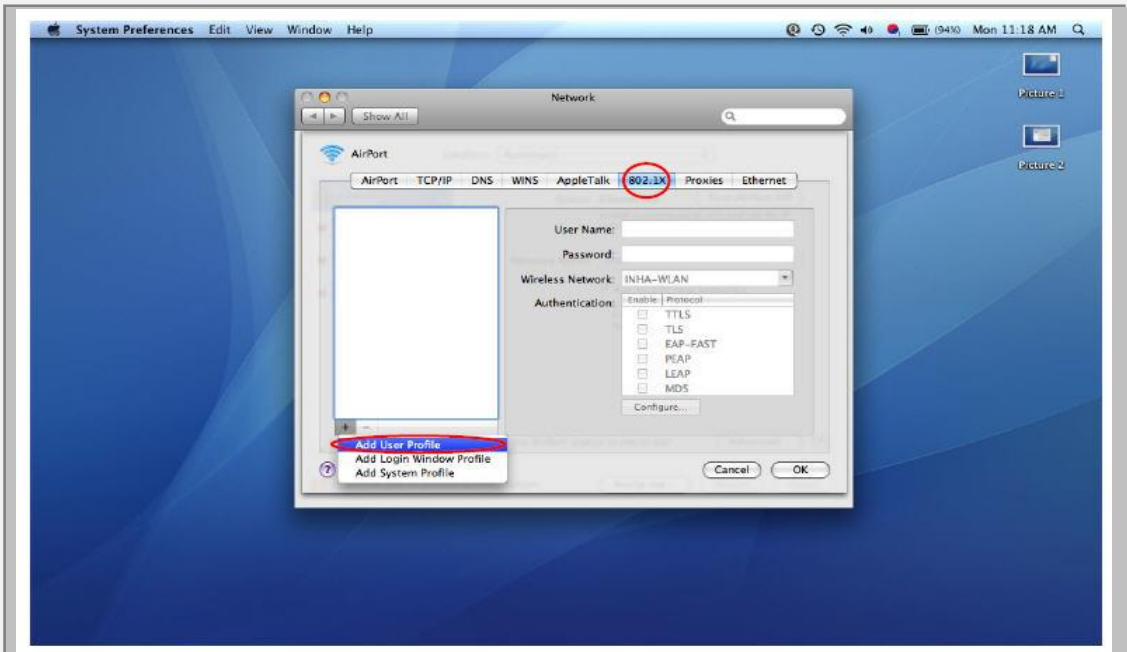 System Preferences Edit View Window Help (94%) Mon 11:18 AM
Picture 1
Picture 2
Network
Show All
AirPort
AirPort TCP/IP DNS WINS AppleTalk 802.1X Proxies Ethernet
User Name:
Password:
Wireless Network: INHA-WLAN
Authentication: Enable Protocol
TTLS
TLS
EAP-FAST
PEAP
LEAP
MD5
Configure...
+ -
Add User Profile
Add Login Window Profile
Add System Profile
? Cancel OK